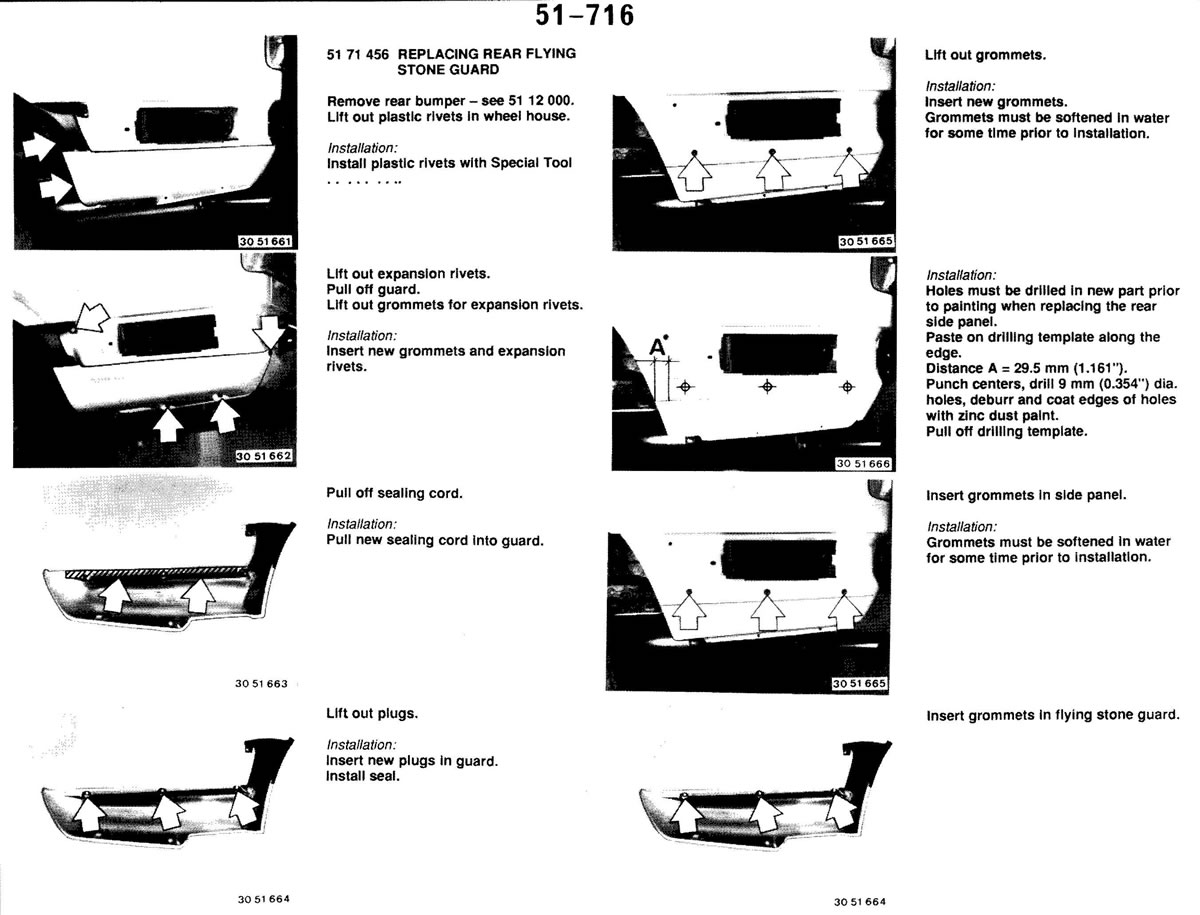 51-716
51 71 456 REPLACING REAR FLYING
STONE GUARD
Remove rear bumper – see 51 12 000.
Lift out plastic rivets in wheel house.
Installation:
Install plastic rivets with Special Tool
. . . . . . ..
30 51 661
Lift out expansion rivets.
Pull off guard.
Lift out grommets for expansion rivets.
Installation:
Insert new grommets and expansion
rivets.
30 51 662
Pull off sealing cord.
Installation:
Pull new sealing cord into guard.
30 51 663
Lift out plugs.
Installation:
Insert new plugs in guard.
Install seal.
30 51 664
Lift out grommets.
Installation:
Insert new grommets.
Grommets must be softened in water
for some time prior to installation.
30 51 665
Installation:
Holes must be drilled in new part prior
to painting when replacing the rear
side panel.
Paste on drilling template along the
edge.
Distance A = 29.5 mm (1.161").
Punch centers, drill 9 mm (0.354") dia.
holes, deburr and coat edges of holes
with zinc dust paint.
Pull off drilling template.
A
30 51 666
Insert grommets in side panel.
Installation:
Grommets must be softened in water
for some time prior to installation.
30 51 665
Insert grommets in flying stone guard.
30 51 664